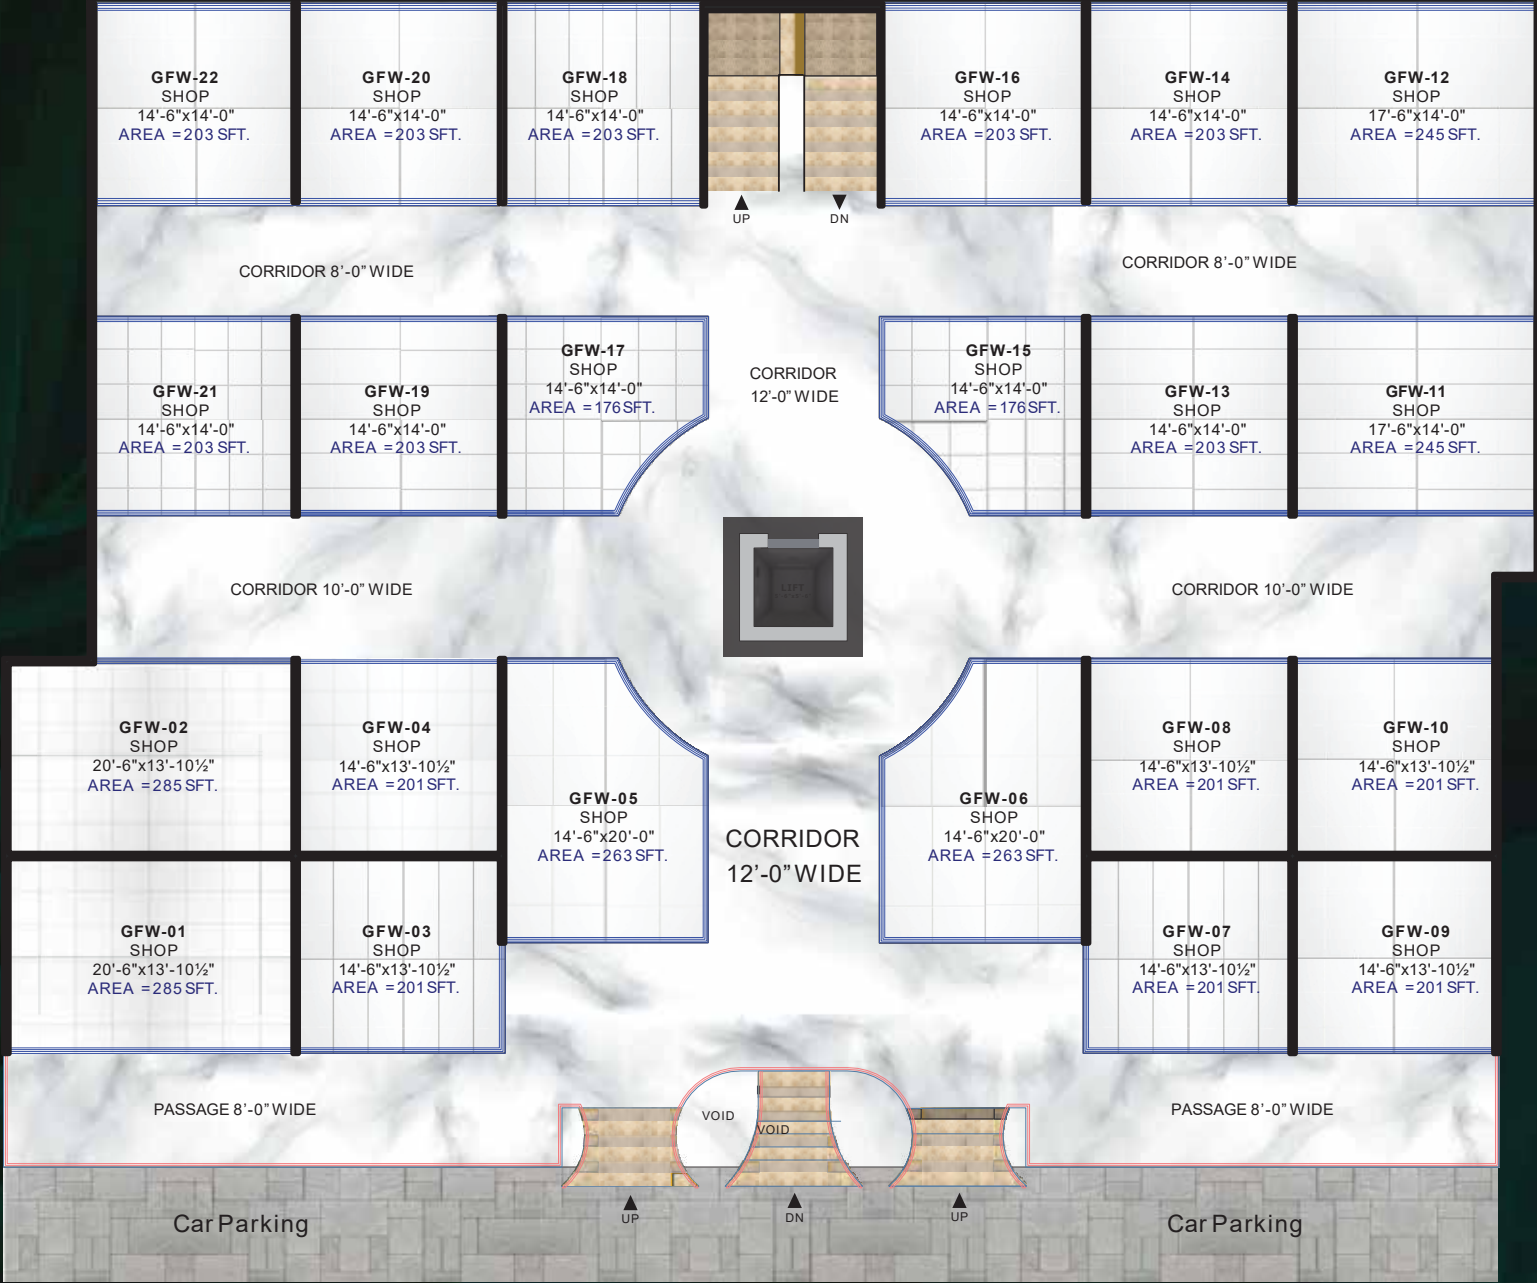 GFW-22
SHOP
14'-6"x14'-0"
AREA =203 SFT.
GFW-20
SHOP
14'-6"x14'-0"
AREA =203 SFT.
GFW-18
SHOP
14'-6"x14'-0"
AREA =203 SFT.
GFW-16
SHOP
14'-6"x14'-0"
AREA =203 SFT.
GFW-14
SHOP
14'-6"x14'-0"
AREA =203 SFT.
GFW-12
SHOP
17'-6"x14'-0"
AREA =245 SFT.
UP
DN
CORRIDOR 8'-0" WIDE
CORRIDOR 8'-0" WIDE
GFW-21
SHOP
14'-6"x14'-0"
AREA =203 SFT.
GFW-19
SHOP
14'-6"x14'-0"
AREA =203 SFT.
GFW-17
SHOP
14'-6"x14'-0"
AREA =176 SFT.
CORRIDOR
12'-0" WIDE
GFW-15
SHOP
14'-6"x14'-0"
AREA =176 SFT.
GFW-13
SHOP
14'-6"x14'-0"
AREA =203 SFT.
GFW-11
SHOP
17'-6"x14'-0"
AREA =245 SFT.
CORRIDOR 10'-0" WIDE
LIFT
CORRIDOR 10'-0" WIDE
GFW-02
SHOP
20'-6"x13'-10½"
AREA =285 SFT.
GFW-04
SHOP
14'-6"x13'-10½"
AREA =201 SFT.
GFW-05
SHOP
14'-6"x20'-0"
AREA =263 SFT.
CORRIDOR
12'-0" WIDE
GFW-06
SHOP
14'-6"x20'-0"
AREA =263 SFT.
GFW-08
SHOP
14'-6"x13'-10½"
AREA =201 SFT.
GFW-10
SHOP
14'-6"x13'-10½"
AREA =201 SFT.
GFW-01
SHOP
20'-6"x13'-10½"
AREA =285 SFT.
GFW-03
SHOP
14'-6"x13'-10½"
AREA =201 SFT.
GFW-07
SHOP
14'-6"x13'-10½"
AREA =201 SFT.
GFW-09
SHOP
14'-6"x13'-10½"
AREA =201 SFT.
PASSAGE 8'-0" WIDE
VOID
VOID
PASSAGE 8'-0" WIDE
Car Parking
UP
DN
UP
Car Parking